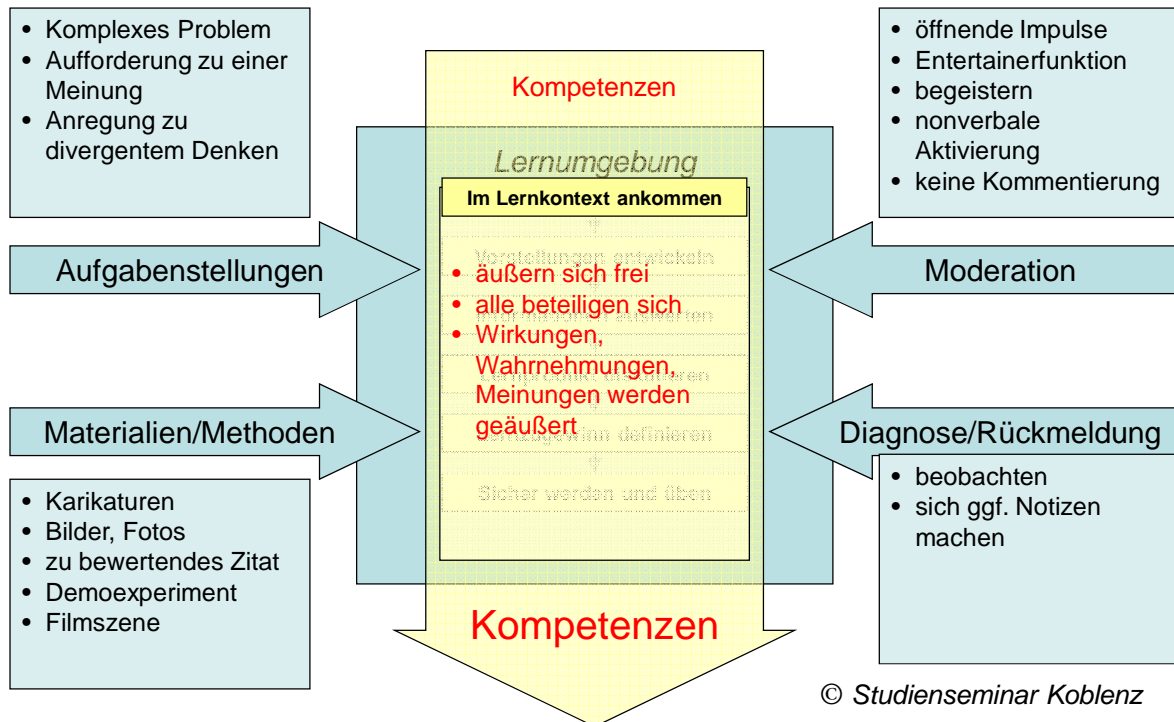 • Komplexes Problem
• Aufforderung zu einer
Meinung
• Anregung zu
divergentem Denken
Aufgabenstellungen
Materialien/Methoden
• Karikaturen
• Bilder, Fotos
• zu bewertendes Zitat
• Demoexperiment
• Filmszene
Kompetenzen
Lernumgebung
Im Lernkontext ankommen
Vorstellungen entwickeln
• äußern sich frei
• alle beteiligen sich
• Wirkungen,
Wahrnehmungen,
Meinungen werden
geäußert
definieren
Sicher werden und üben
Kompetenzen
• öffnende Impulse
• Entertainerfunktion
• begeistern
• nonverbale
Aktivierung
• keine Kommentierung
Moderation
Diagnose/Rückmeldung
• beobachten
• sich ggf. Notizen
machen
© Studienseminar Koblenz